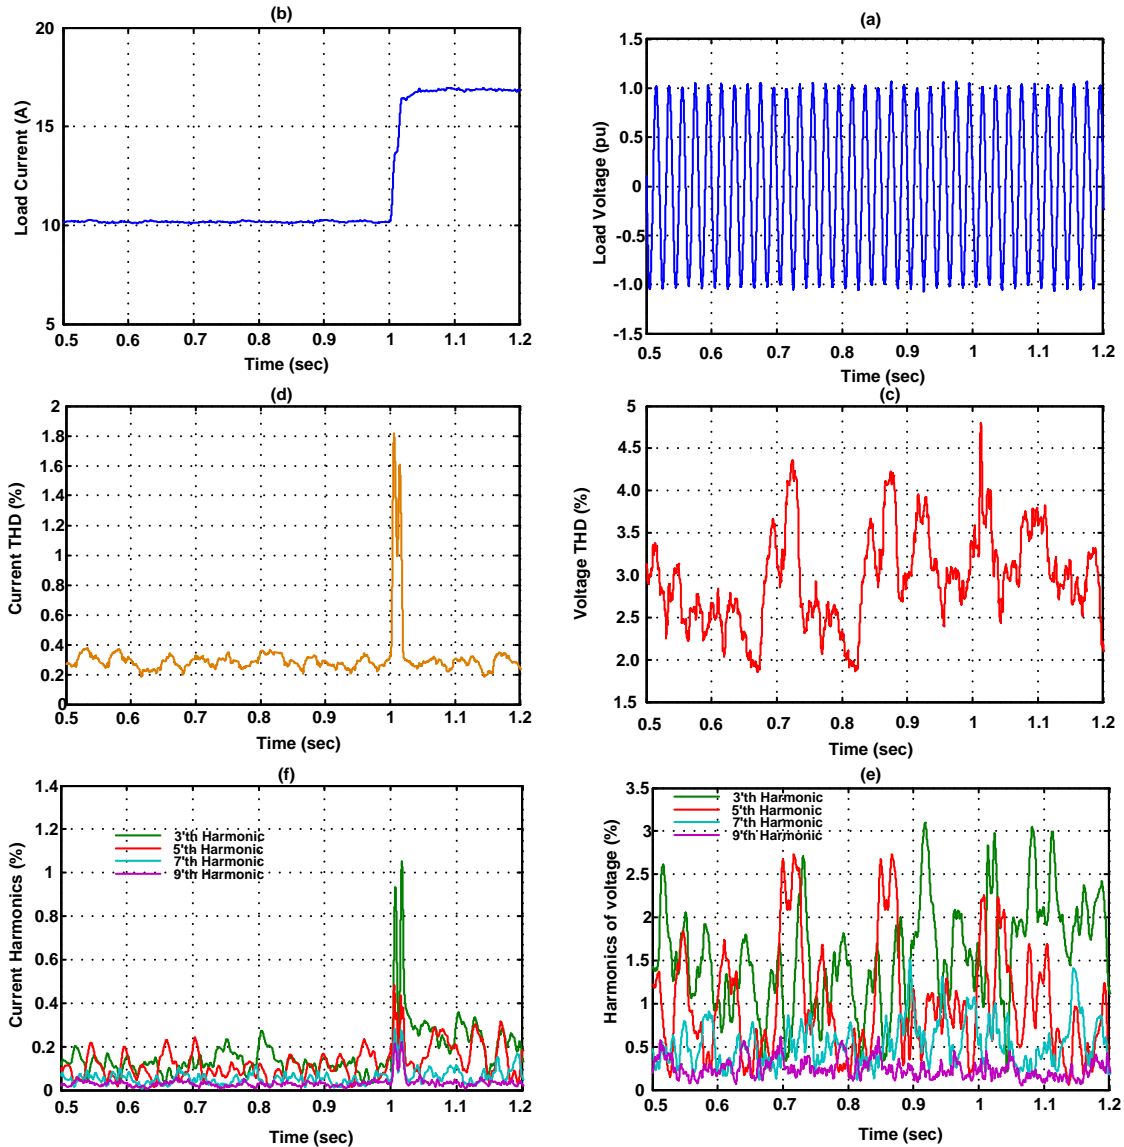 (b)
20
15
10
5
Load Current (A)
0.5 0.6 0.7 0.8 0.9 1 1.1 1.2
Time (sec)
(a)
1.5
1.0
0.5
0
-0.5
-1.0
-1.5
Load Voltage (pu)
0.5 0.6 0.7 0.8 0.9 1 1.1 1.2
Time (sec)
(d)
2
1.8
1.6
1.4
1.2
1
0.8
0.6
0.4
0.2
0
Current THD (%)
0.5 0.6 0.7 0.8 0.9 1 1.1 1.2
Time (sec)
(c)
5
4.5
4.0
3.5
3.0
2.5
2.0
1.5
Voltage THD (%)
0.5 0.6 0.7 0.8 0.9 1 1.1 1.2
Time (sec)
(f)
1.4
1.2
1
0.8
0.6
0.4
0.2
0
Current Harmonics (%)
3'th Harmonic
5'th Harmonic
7'th Harmonic
9'th Harmonic
0.5 0.6 0.7 0.8 0.9 1 1.1 1.2
Time (sec)
(e)
3.5
3
2.5
2
1.5
1
0.5
0
Harmonics of voltage (%)
3'th Harmonic
5'th Harmonic
7'th Harmonic
9'th Harmonic
0.5 0.6 0.7 0.8 0.9 1 1.1 1.2
Time (sec)